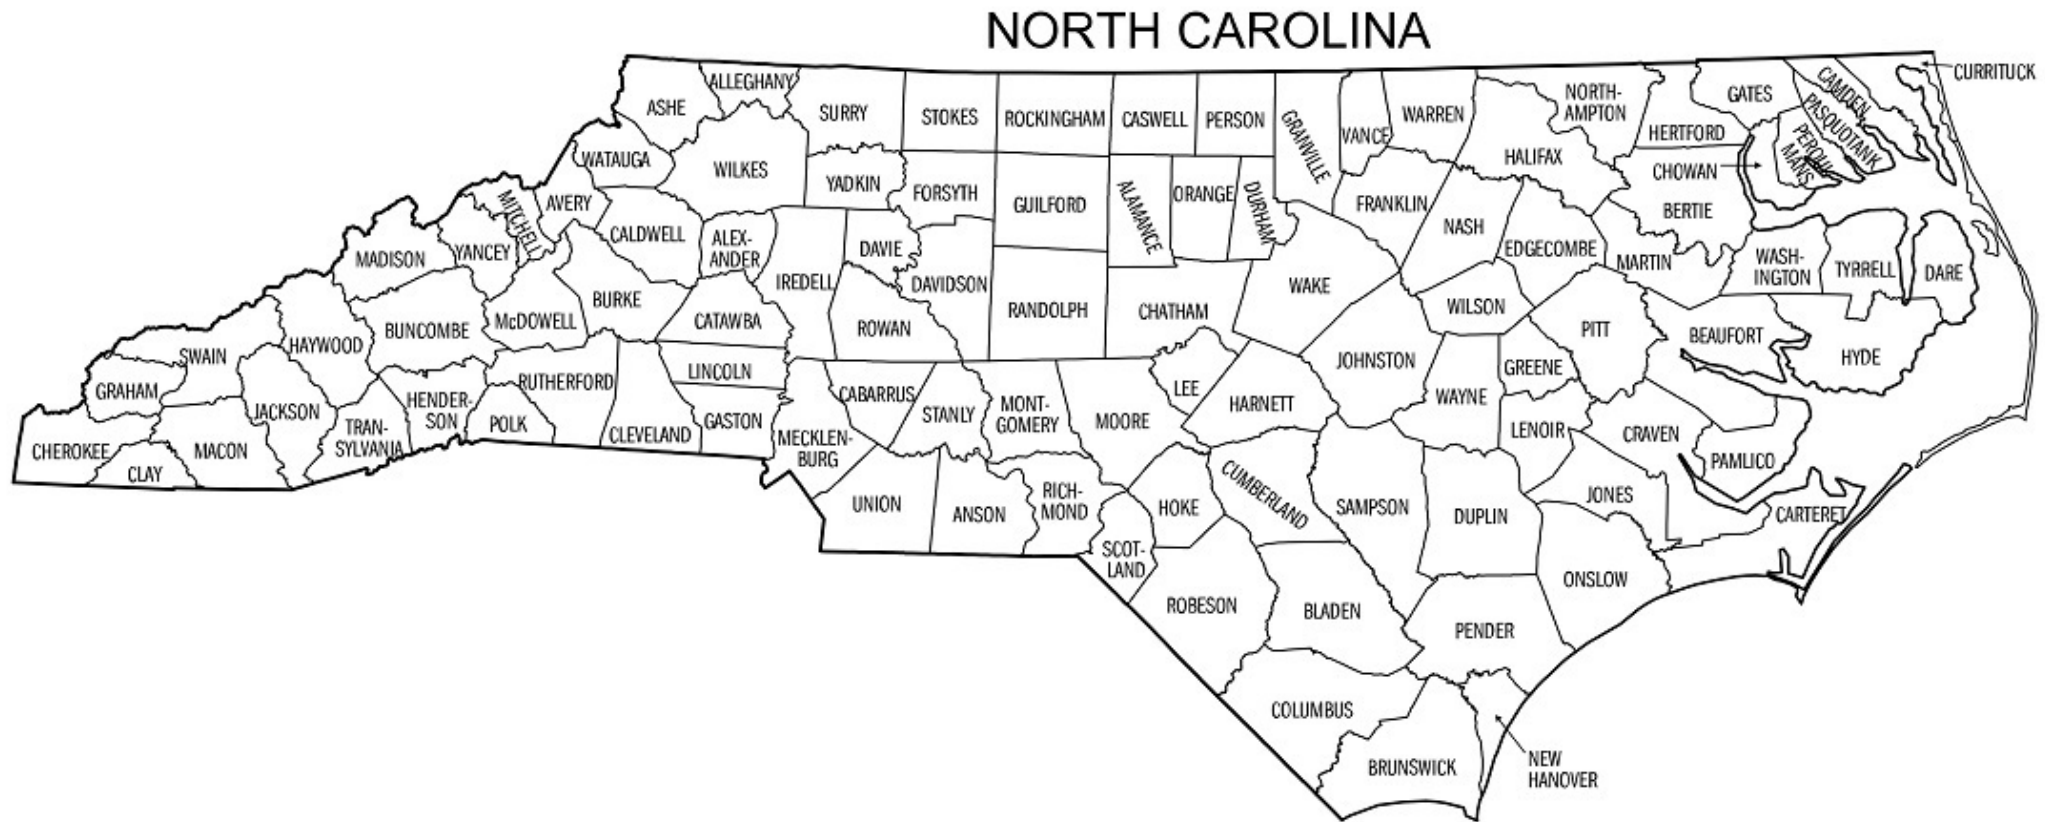 NORTH CAROLINA
CURRITUCK
ALLEGHANY
ASHE
SURRY
STOKES
ROCKINGHAM
CASWELL
PERSON
GRANVILLE
VANCE
WARREN
NORTH-
AMPTON
GATES
CAMDEN
PASQUOTANK
PERQUI-
MANS
HERTFORD
HALIFAX
CHOWAN
WATAUGA
WILKES
YADKIN
FORSYTH
GUILFORD
ALAMANCE
ORANGE
DURHAM
FRANKLIN
NASH
EDGECOMBE
BERTIE
MARTIN
WASH-
INGTON
TYRRELL
DARE
MITCHELL
AVERY
CALDWELL
ALEX-
ANDER
DAVIE
IREDELL
DAVIDSON
MADISON
YANCEY
BURKE
McDOWELL
CATAWBA
ROWAN
RANDOLPH
CHATHAM
WAKE
WILSON
PITT
BEAUFORT
HYDE
BUNCOMBE
HAYWOOD
SWAIN
GRAHAM
RUTHERFORD
LINCOLN
CABARRUS
STANLY
MONT-
GOMERY
MOORE
LEE
HARNETT
JOHNSTON
WAYNE
GREENE
LENOIR
CRAVEN
PAMLICO
JACKSON
HENDER-
SON
TRAN-
SYLVANIA
POLK
CLEVELAND
GASTON
MECKLEN-
BURG
CHEROKEE
CLAY
MACON
UNION
ANSON
RICH-
MOND
HOKE
CUMBERLAND
SAMPSON
DUPLIN
JONES
CARTERET
SCOT-
LAND
ROBESON
BLADEN
PENDER
ONSLOW
COLUMBUS
BRUNSWICK
NEW
HANOVER